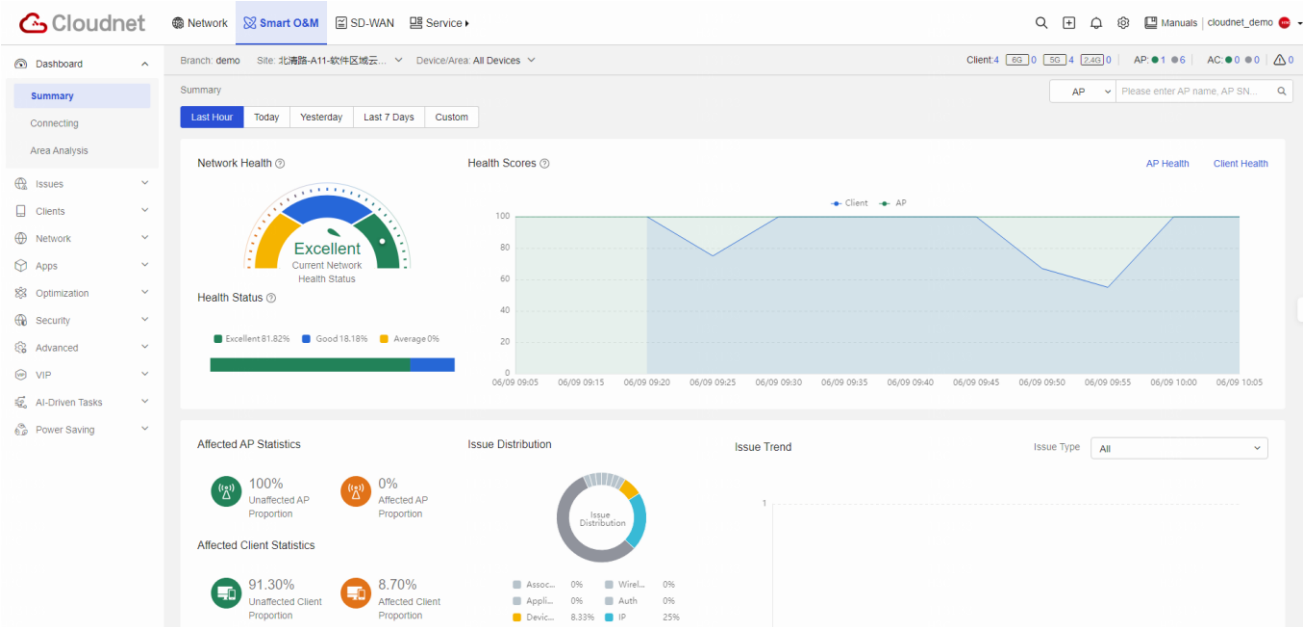 Cloudnet
Network
Smart O&M
SD-WAN
Service
Manuals
cloudnet_demo
Dashboard
Summary
Connecting
Area Analysis
Issues
Clients
Network
Apps
Optimization
Security
Advanced
VIP
AI-Driven Tasks
Power Saving
Branch: demo Site: 北清路-A11-软件区域云... Device/Area: All Devices
Client:4 6G 0 5G 4 2.4G 0 AP: 1 6 AC: 0 0 0
Summary
AP Please enter AP name, AP SN...
Last Hour Today Yesterday Last 7 Days Custom
Network Health
Excellent
Current Network
Health Status
Health Status
Excellent 81.82% Good 18.18% Average 0%
Health Scores
AP Health Client Health
Client AP
100
80
60
40
20
0
06/09 09:05 06/09 09:15 06/09 09:20 06/09 09:25 06/09 09:30 06/09 09:35 06/09 09:40 06/09 09:45 06/09 09:50 06/09 09:55 06/09 10:00 06/09 10:05
Affected AP Statistics
100%
Unaffected AP
Proportion
0%
Affected AP
Proportion
Affected Client Statistics
91.30%
Unaffected Client
Proportion
8.70%
Affected Client
Proportion
Issue Distribution
Issue
Distribution
Assoc... 0% Wirel... 0%
Appli... 0% Auth 0%
Devic... 8.33% IP 25%
Issue Trend
Issue Type All
1